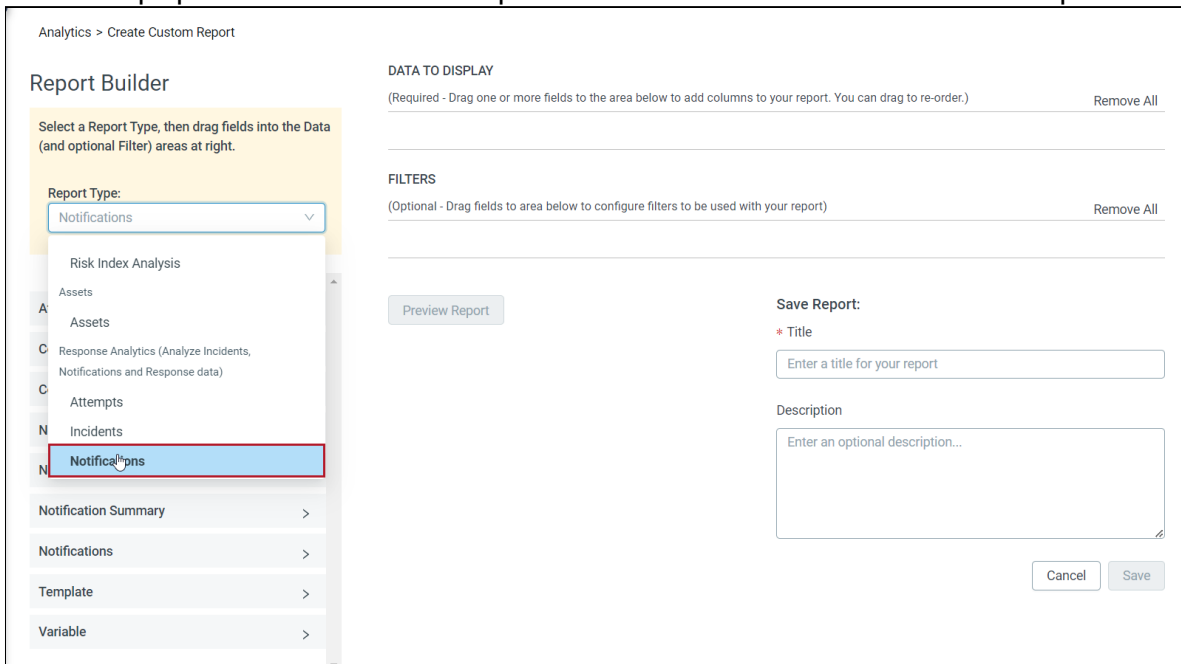 Analytics > Create Custom Report
Report Builder
Select a Report Type, then drag fields into the Data
(and optional Filter) areas at right.
Report Type:
Notifications
Risk Index Analysis
Assets
Assets
Response Analytics (Analyze Incidents,
Notifications and Response data)
Attempts
Incidents
Notifications
Notification Summary
Notifications
Template
Variable
DATA TO DISPLAY
(Required - Drag one or more fields to the area below to add columns to your report. You can drag to re-order.)
Remove All
FILTERS
(Optional - Drag fields to area below to configure filters to be used with your report)
Remove All
Preview Report
Save Report:
* Title
Enter a title for your report
Description
Enter an optional description...
Cancel
Save